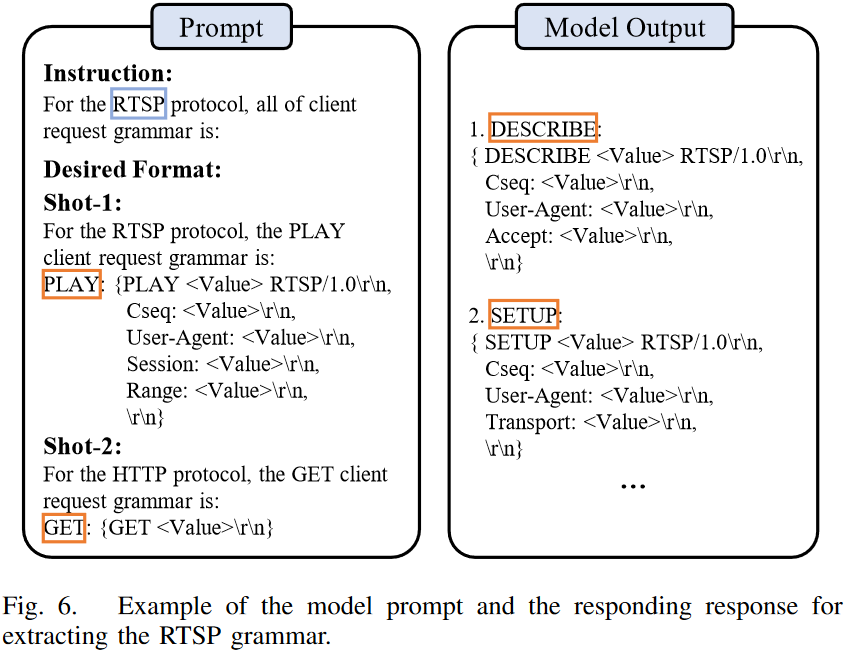 Prompt
Instruction:
For the RTSP protocol, all of client
request grammar is:
Desired Format:
Shot-1:
For the RTSP protocol, the PLAY
client request grammar is:
PLAY: {PLAY <Value> RTSP/1.0\r\n,
Cseq: <Value>\r\n,
User-Agent: <Value>\r\n,
Session: <Value>\r\n,
Range: <Value>\r\n,
\r\n}
Shot-2:
For the HTTP protocol, the GET client
request grammar is:
GET: {GET <Value>\r\n}
Model Output
1. DESCRIBE:
{ DESCRIBE <Value> RTSP/1.0\r\n,
Cseq: <Value>\r\n,
User-Agent: <Value>\r\n,
Accept: <Value>\r\n,
\r\n}
2. SETUP:
{ SETUP <Value> RTSP/1.0\r\n,
Cseq: <Value>\r\n,
User-Agent: <Value>\r\n,
Transport: <Value>\r\n,
\r\n}
...
Fig. 6. Example of the model prompt and the responding response for
extracting the RTSP grammar.